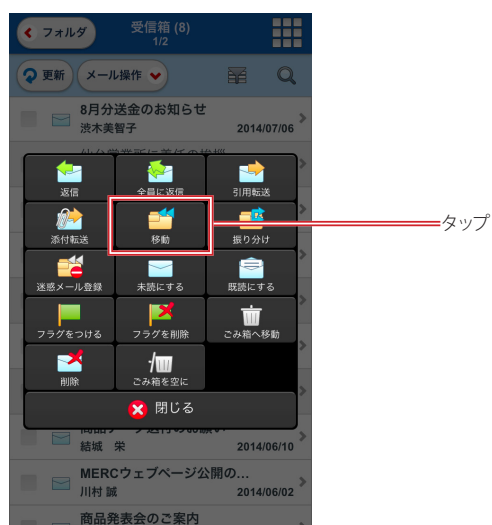 フォルダ
受信箱 (8)
1/2
更新
メール操作
8月分送金のお知らせ
渋木美智子
2014/07/06
返信
全員に返信
引用転送
添付転送
移動
振り分け
タップ
迷惑メール登録
未読にする
既読にする
フラグをつける
フラグを削除
ごみ箱へ移動
削除
ごみ箱を空に
閉じる
結城 栄
2014/06/10
MERCウェブページ公開の...
川村 誠
2014/06/02
商品発表会のご案内